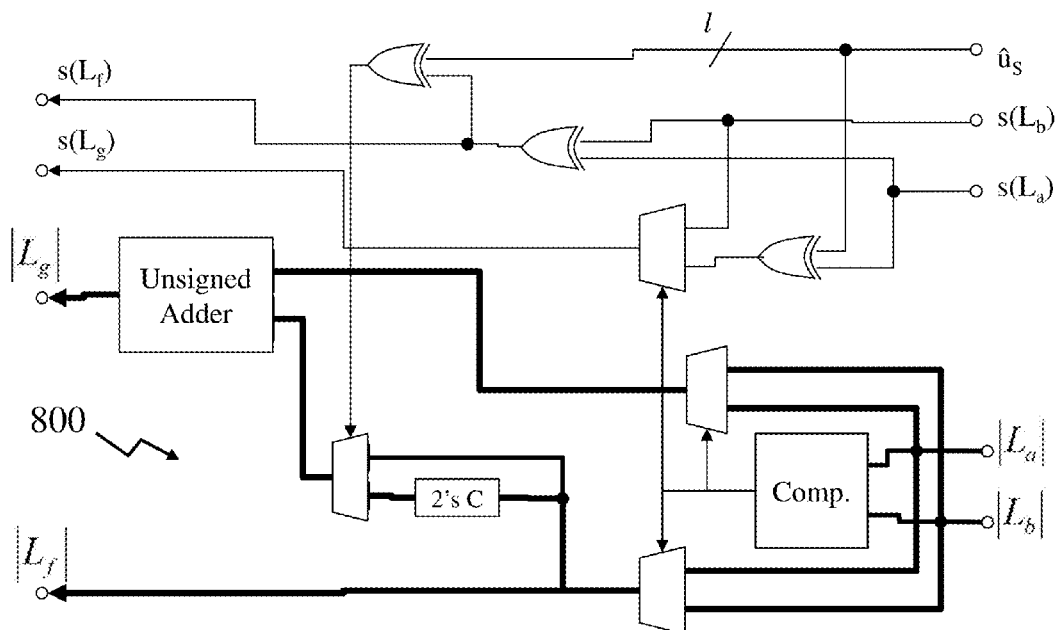 l
û_S
s(L_f)
s(L_b)
s(L_g)
s(L_a)
|L_g|
Unsigned
Adder
800
|L_a|
Comp.
2's C
|L_b|
|L_f|